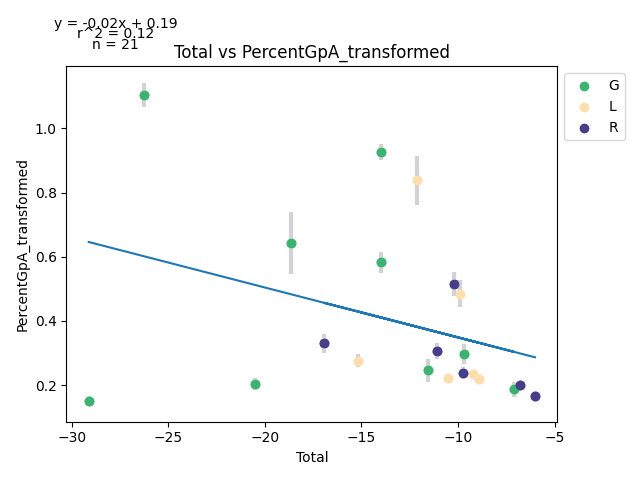 y = -0.02x + 0.19
r^2 = 0.12
n = 21
Total vs PercentGpA_transformed
G
L
R
1.0
0.8
0.6
0.4
0.2
PercentGpA_transformed
−30
−25
−20
−15
−10
−5
Total